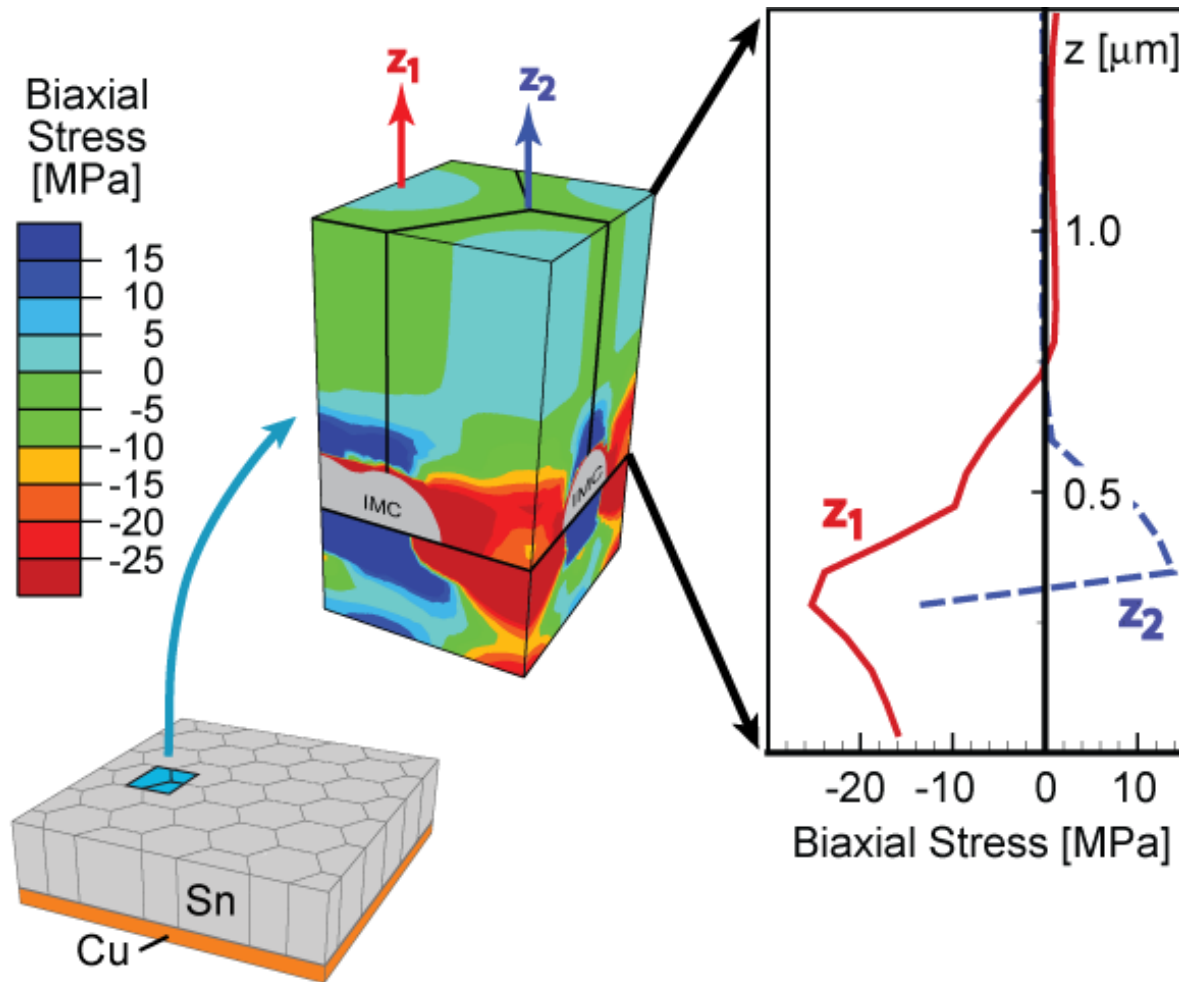 Biaxial
Stress
[MPa]
15
10
5
0
-5
-10
-15
-20
-25
z1
z2
IMC
IMC
Sn
Cu
z [μm]
1.0
0.5
z1
z2
-20 -10 0 10
Biaxial Stress [MPa]